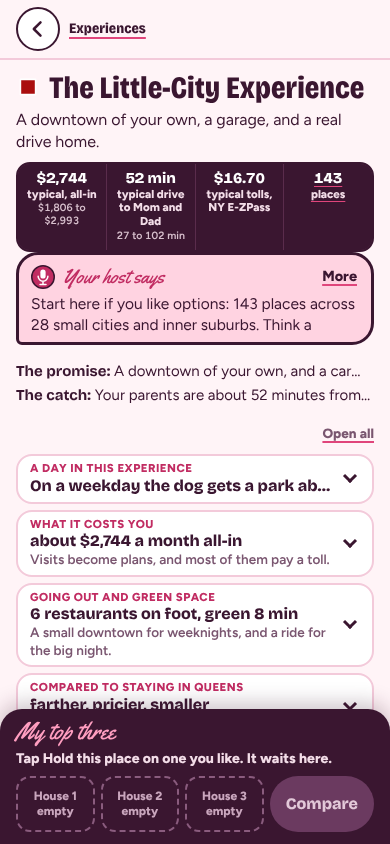 Experiences
The Little-City Experience
A downtown of your own, a garage, and a real
drive home.
$2,744
typical, all-in
$1,806 to
$2,993
52 min
typical drive
to Mom and
Dad
27 to 102 min
$16.70
typical tolls,
NY E-ZPass
143
places
Your host says
More
Start here if you like options: 143 places across
28 small cities and inner suburbs. Think a
The promise: A downtown of your own, and a car...
The catch: Your parents are about 52 minutes from...
Open all
A DAY IN THIS EXPERIENCE
On a weekday the dog gets a park ab...
WHAT IT COSTS YOU
about $2,744 a month all-in
Visits become plans, and most of them pay a toll.
GOING OUT AND GREEN SPACE
6 restaurants on foot, green 8 min
A small downtown for weeknights, and a ride for
the big night.
COMPARED TO STAYING IN QUEENS
farther, pricier, smaller
My top three
Tap Hold this place on one you like. It waits here.
House 1
empty
House 2
empty
House 3
empty
Compare